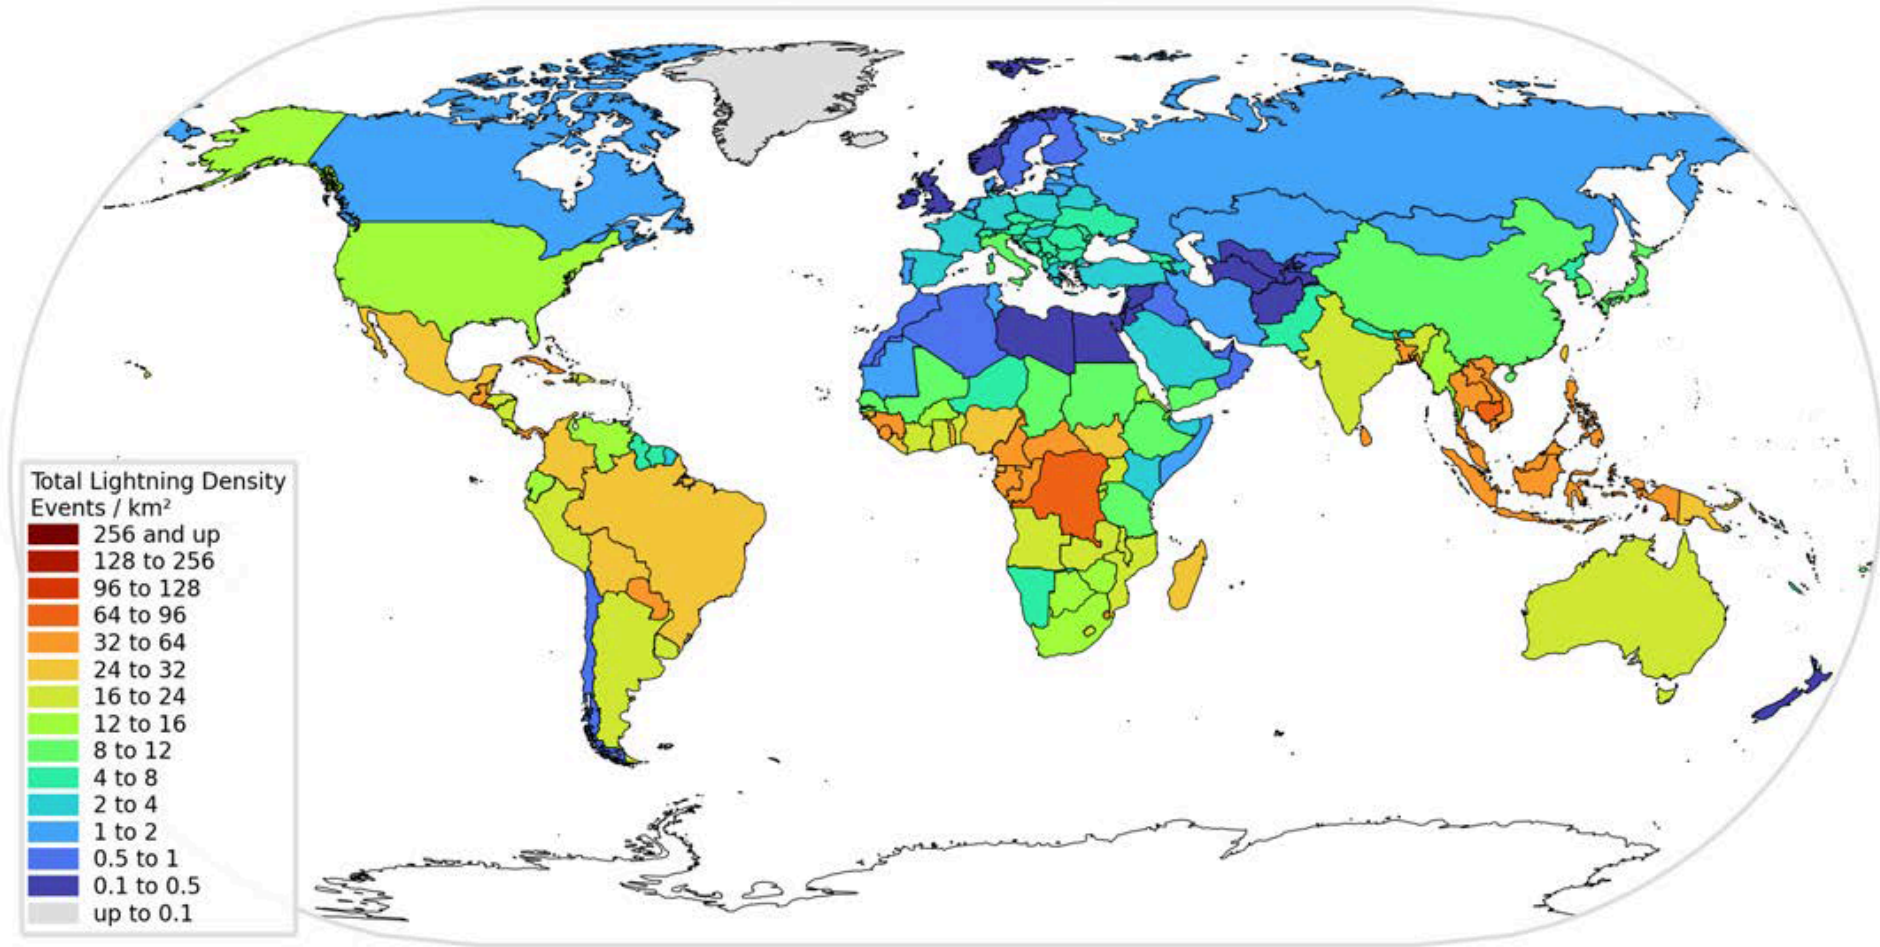 Total Lightning Density
Events / km²
256 and up
128 to 256
96 to 128
64 to 96
32 to 64
24 to 32
16 to 24
12 to 16
8 to 12
4 to 8
2 to 4
1 to 2
0.5 to 1
0.1 to 0.5
up to 0.1